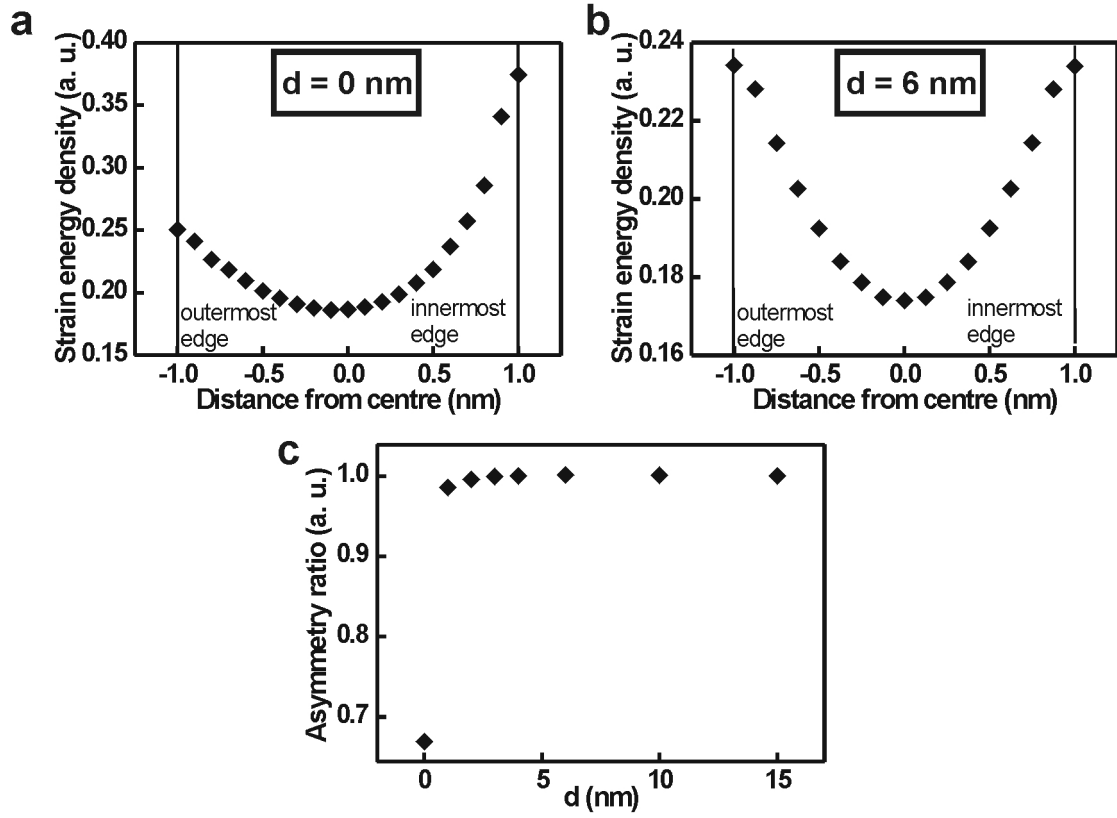 a
b
d = 0 nm
Strain energy density (a. u.)
0.40
0.35
0.30
0.25
0.20
0.15
outermost
edge
innermost
edge
-1.0 -0.5 0.0 0.5 1.0
Distance from centre (nm)
d = 6 nm
Strain energy density (a. u.)
0.24
0.22
0.20
0.18
0.16
outermost
edge
innermost
edge
-1.0 -0.5 0.0 0.5 1.0
Distance from centre (nm)
c
Asymmetry ratio (a. u.)
1.0
0.9
0.8
0.7
0 5 10 15
d (nm)